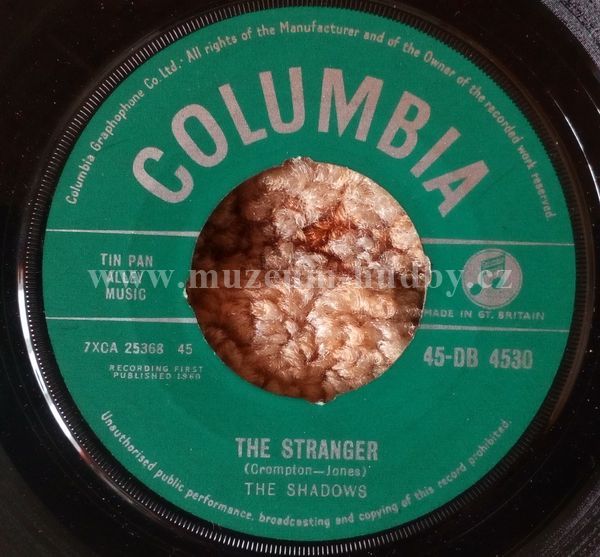 Columbia Graphophone Co. Ltd. · All rights of the Manufacturer and of the Owner of the recorded work reserved.
COLUMBIA
TIN PAN
ALLEY
MUSIC
www.muzeum-hudby.cz
MADE IN GT. BRITAIN
7XCA 25368 45
45-DB 4530
RECORDING FIRST
PUBLISHED 1960
THE STRANGER
(Crompton—Jones)
THE SHADOWS
Unauthorised public performance, broadcasting and copying of this record prohibited.